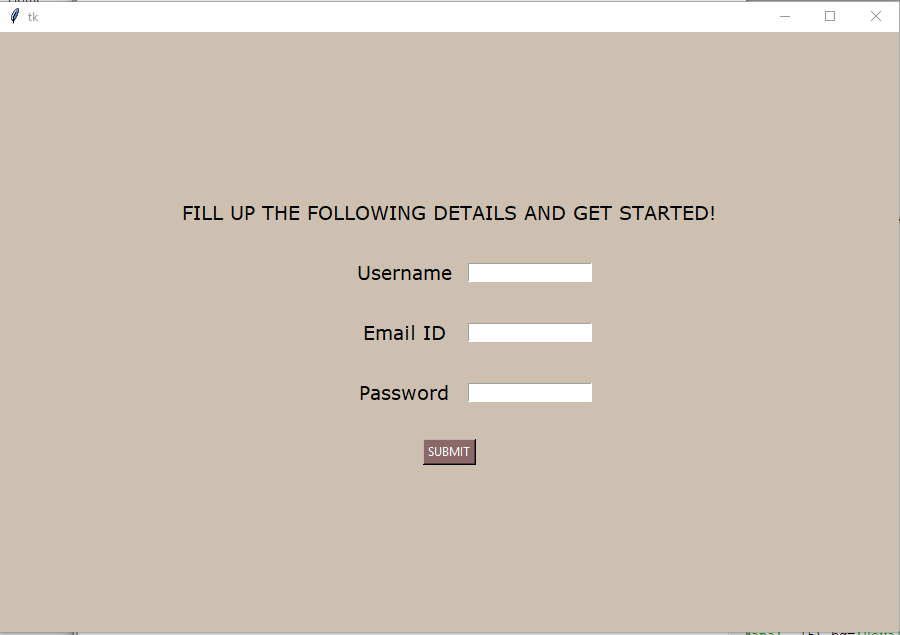 tk
FILL UP THE FOLLOWING DETAILS AND GET STARTED!
Username
Email ID
Password
SUBMIT